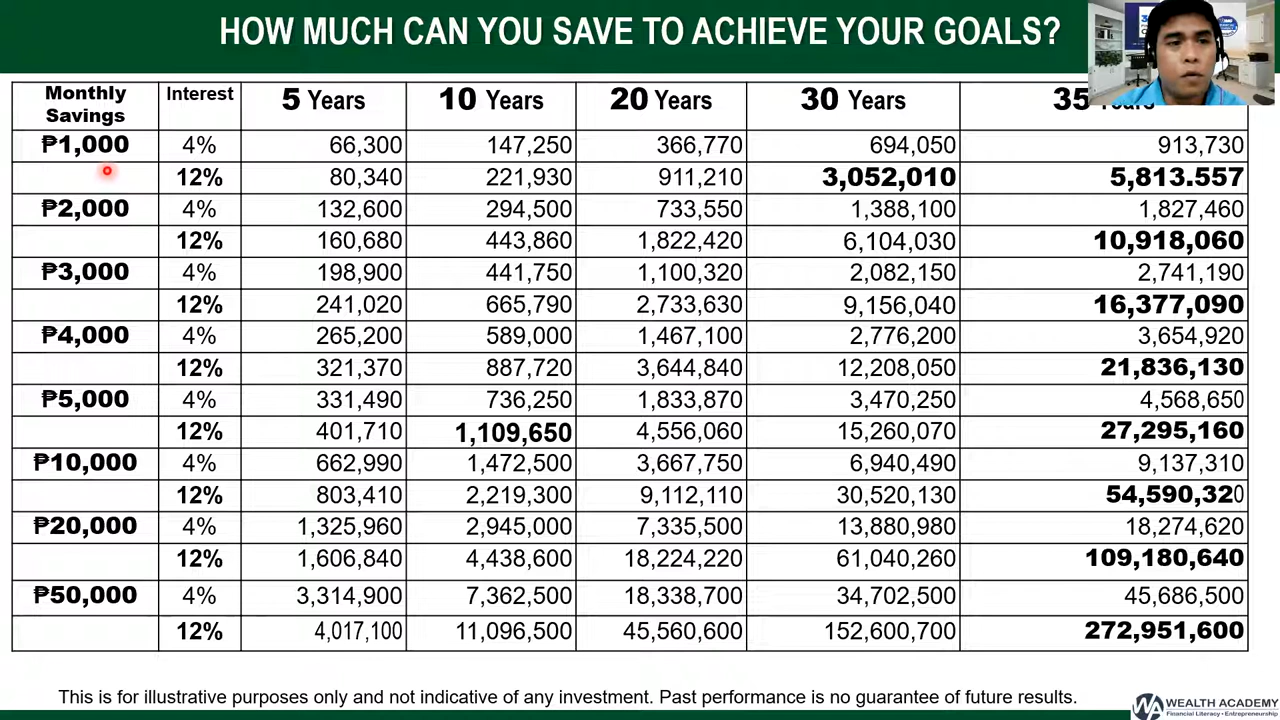 HOW MUCH CAN YOU SAVE TO ACHIEVE YOUR GOALS?
Monthly Savings Interest 5 Years 10 Years 20 Years 30 Years 35 Years
₱1,000 4% 66,300 147,250 366,770 694,050 913,730
12% 80,340 221,930 911,210 3,052,010 5,813.557
₱2,000 4% 132,600 294,500 733,550 1,388,100 1,827,460
12% 160,680 443,860 1,822,420 6,104,030 10,918,060
₱3,000 4% 198,900 441,750 1,100,320 2,082,150 2,741,190
12% 241,020 665,790 2,733,630 9,156,040 16,377,090
₱4,000 4% 265,200 589,000 1,467,100 2,776,200 3,654,920
12% 321,370 887,720 3,644,840 12,208,050 21,836,130
₱5,000 4% 331,490 736,250 1,833,870 3,470,250 4,568,650
12% 401,710 1,109,650 4,556,060 15,260,070 27,295,160
₱10,000 4% 662,990 1,472,500 3,667,750 6,940,490 9,137,310
12% 803,410 2,219,300 9,112,110 30,520,130 54,590,320
₱20,000 4% 1,325,960 2,945,000 7,335,500 13,880,980 18,274,620
12% 1,606,840 4,438,600 18,224,220 61,040,260 109,180,640
₱50,000 4% 3,314,900 7,362,500 18,338,700 34,702,500 45,686,500
12% 4,017,100 11,096,500 45,560,600 152,600,700 272,951,600
This is for illustrative purposes only and not indicative of any investment. Past performance is no guarantee of future results.
WA WEALTH ACADEMY
Financial Literacy • Entrepreneurship